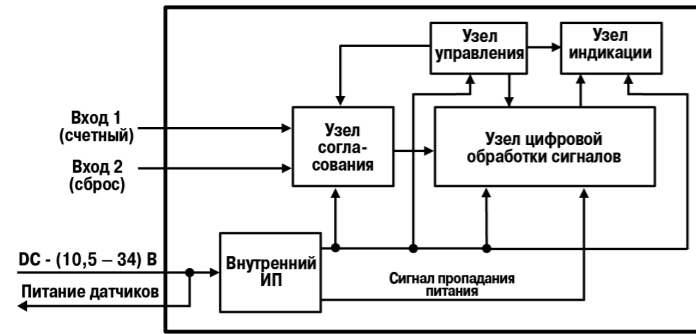 Узел
управления
Узел
индикации
Вход 1
(счетный)
Вход 2
(сброс)
Узел
согла-
сования
Узел цифровой
обработки сигналов
DC - (10,5 – 34) В
Питание датчиков
Внутренний
ИП
Сигнал пропадания
питания